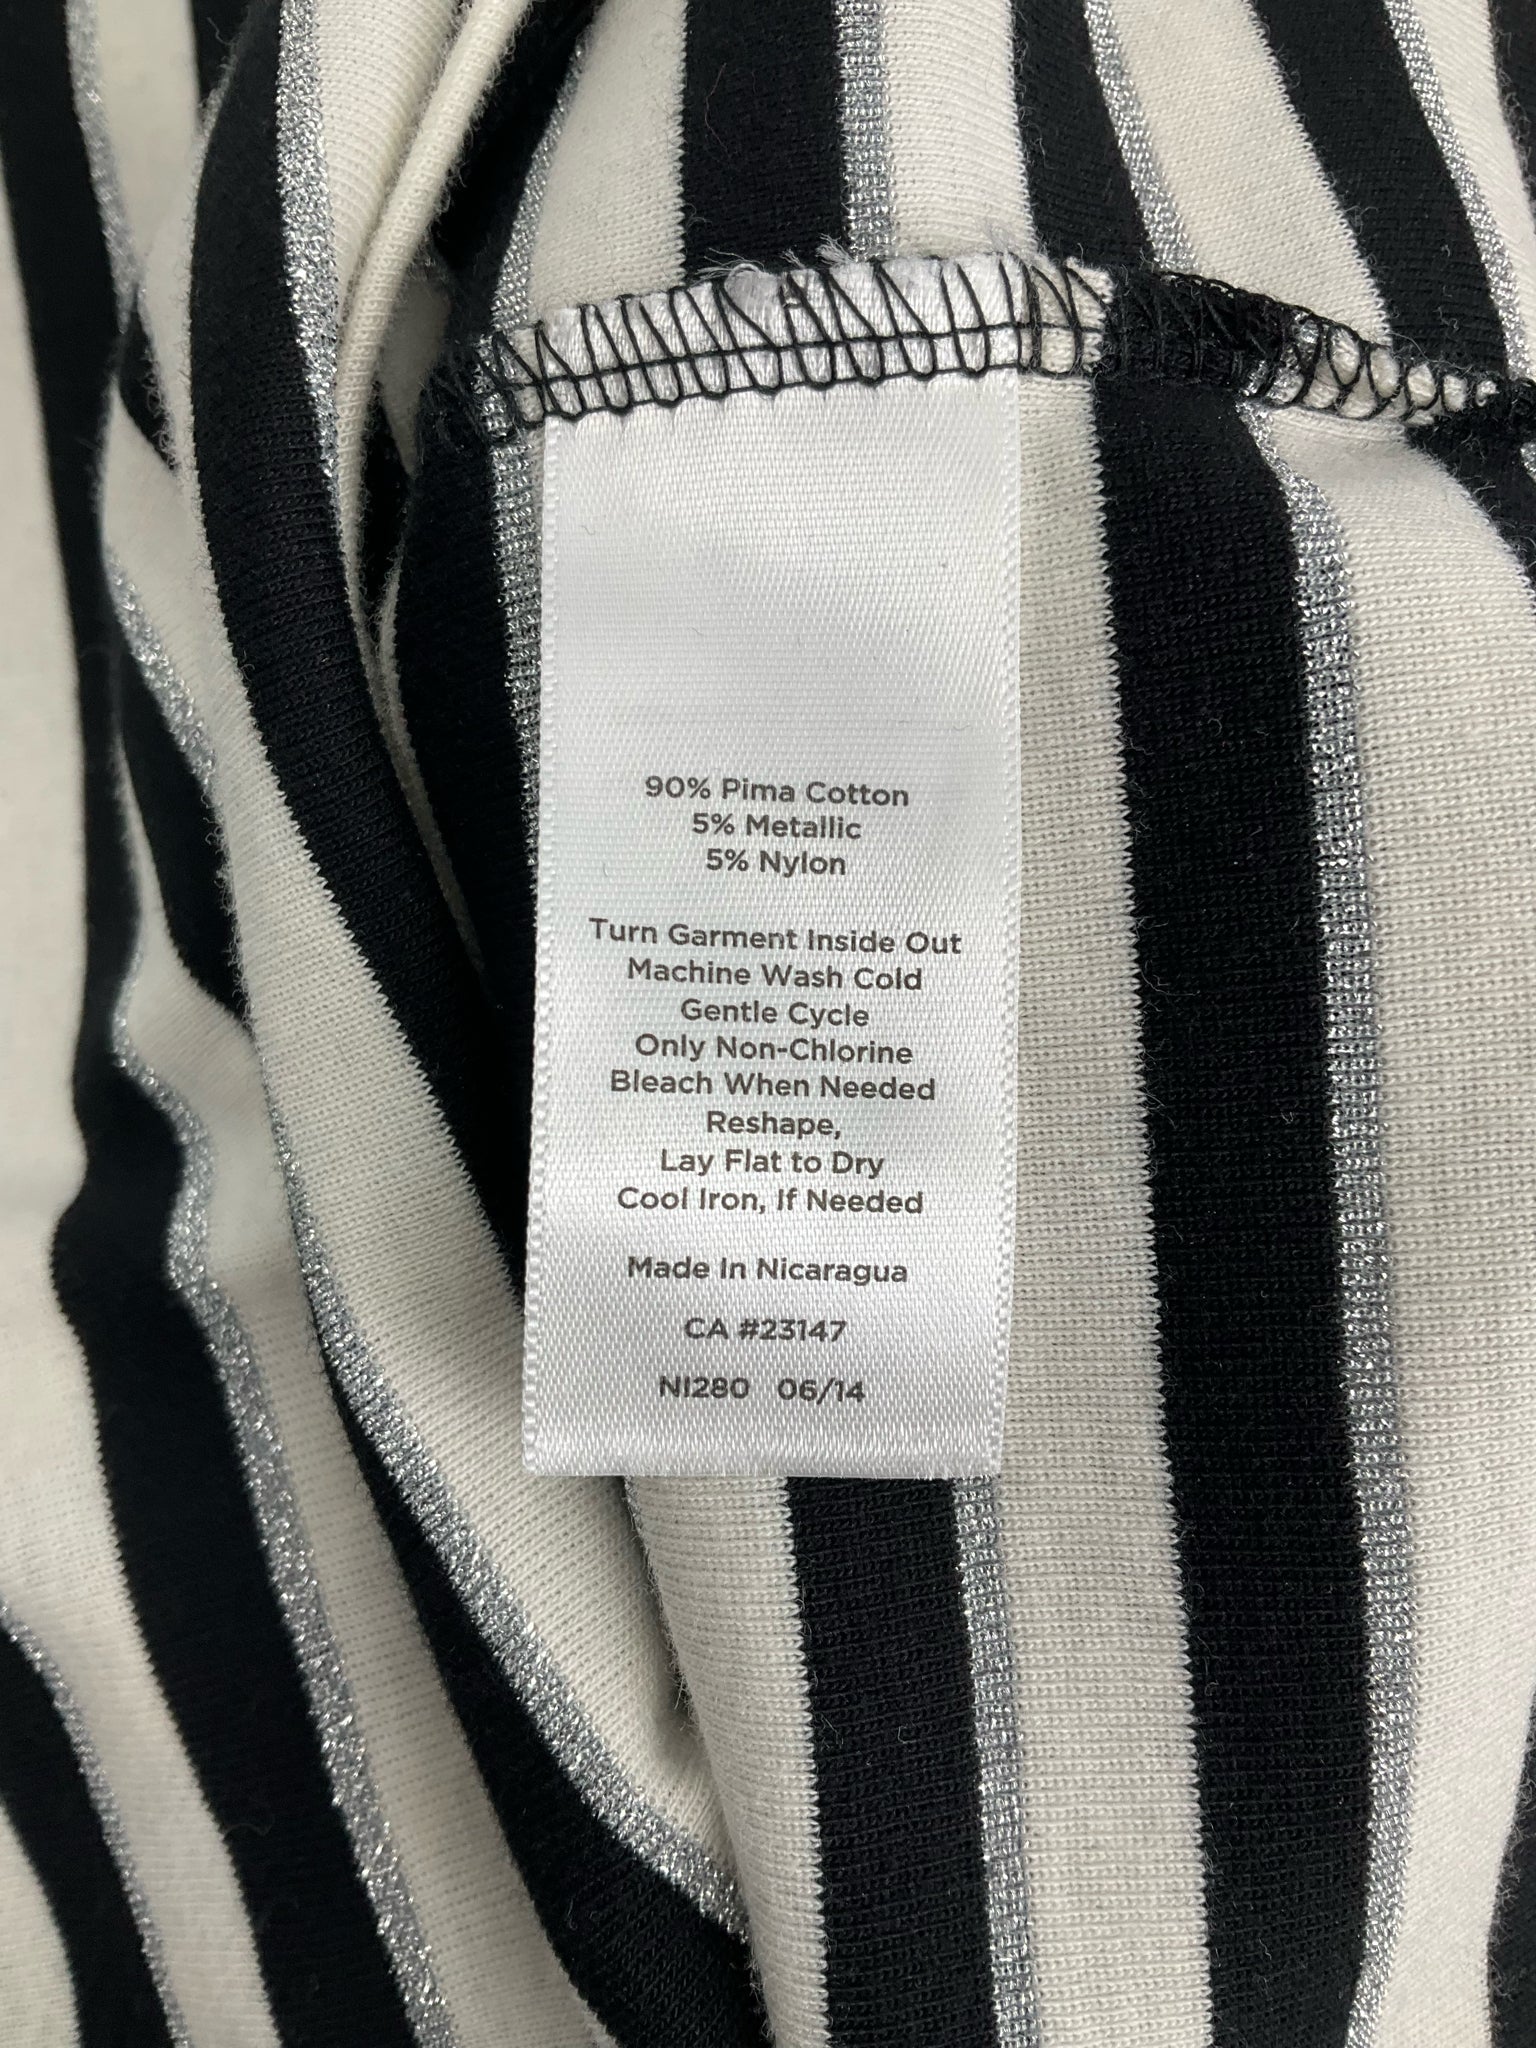 90% Pima Cotton
5% Metallic
5% Nylon
Turn Garment Inside Out
Machine Wash Cold
Gentle Cycle
Only Non-Chlorine
Bleach When Needed
Reshape,
Lay Flat to Dry
Cool Iron, If Needed
Made In Nicaragua
CA #23147
NI280 06/14